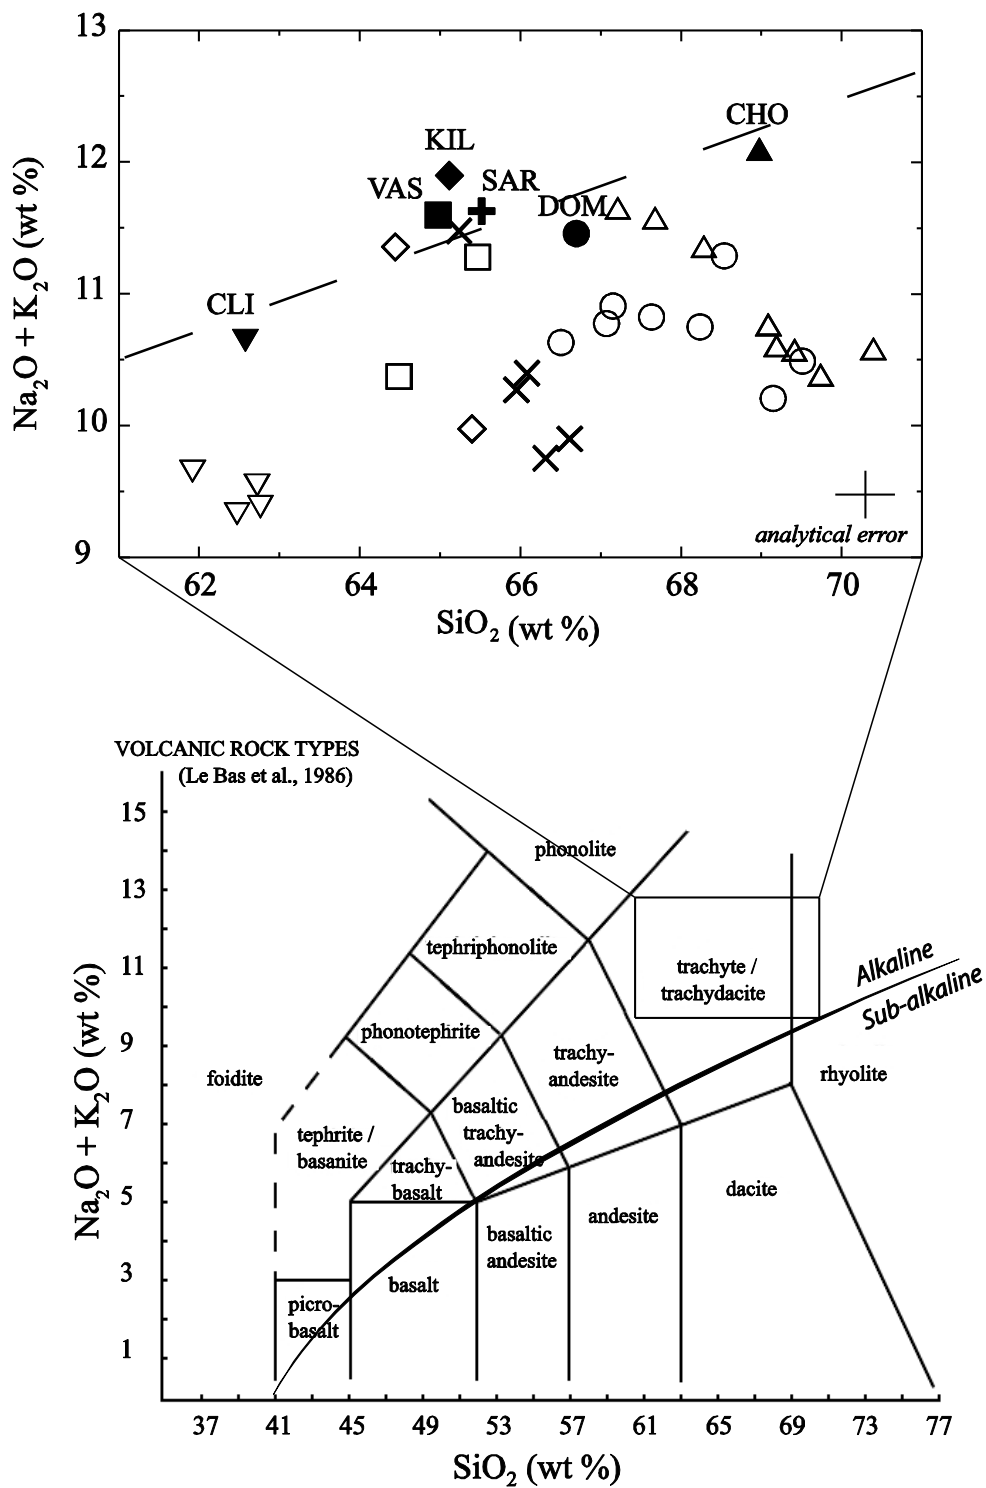 13
12
11
10
9
Na2O + K2O (wt %)
CHO
KIL
VAS
SAR
DOM
CLI
analytical error
62 64 66 68 70
SiO2 (wt %)
VOLCANIC ROCK TYPES
(Le Bas et al., 1986)
15
13
11
9
7
5
3
1
Na2O + K2O (wt %)
phonolite
tephriphonolite
trachyte /
trachydacite
Alkaline
Sub-alkaline
phonotephrite
trachy-
andesite
foidite
rhyolite
basaltic
trachy-
andesite
tephrite /
basanite
trachy-
basalt
dacite
andesite
basaltic
andesite
basalt
picro-
basalt
37 41 45 49 53 57 61 65 69 73 77
SiO2 (wt %)